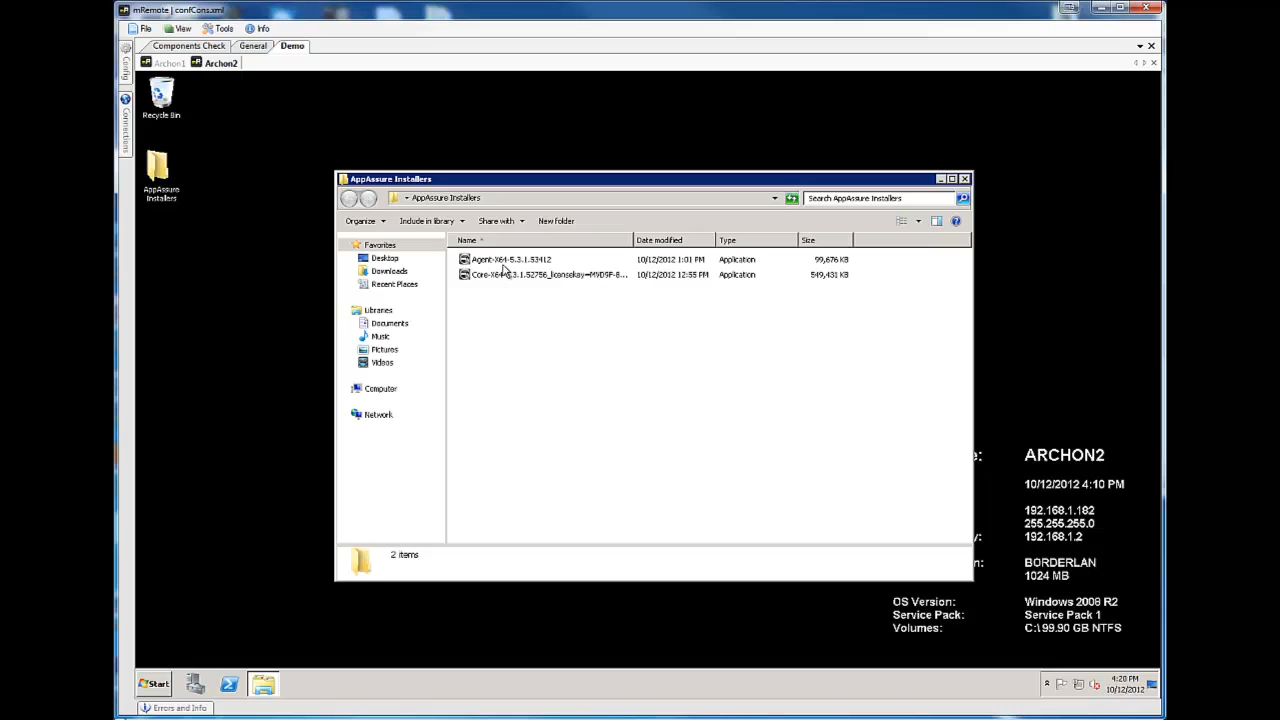 mRemote | confCons.xml
File View Tools Info
Components Check General Demo
Archon1 Archon2
Config
Connections
Recycle Bin
AppAssure
Installers
AppAssure Installers
AppAssure Installers
Search AppAssure Installers
Organize Include in library Share with New folder
Name Date modified Type Size
Favorites
Desktop
Downloads
Recent Places
Libraries
Documents
Music
Pictures
Videos
Computer
Network
Agent-X64-5.3.1.53412 10/12/2012 1:01 PM Application 99,676 KB
Core-X64-5.3.1.52756_licensekey=MVD9F-8... 10/12/2012 12:55 PM Application 549,431 KB
2 items
e: ARCHON2
10/12/2012 4:10 PM
192.168.1.182
255.255.255.0
y: 192.168.1.2
n: BORDERLAN
1024 MB
OS Version: Windows 2008 R2
Service Pack: Service Pack 1
Volumes: C:\ 99.90 GB NTFS
Start
4:20 PM
10/12/2012
Errors and Info